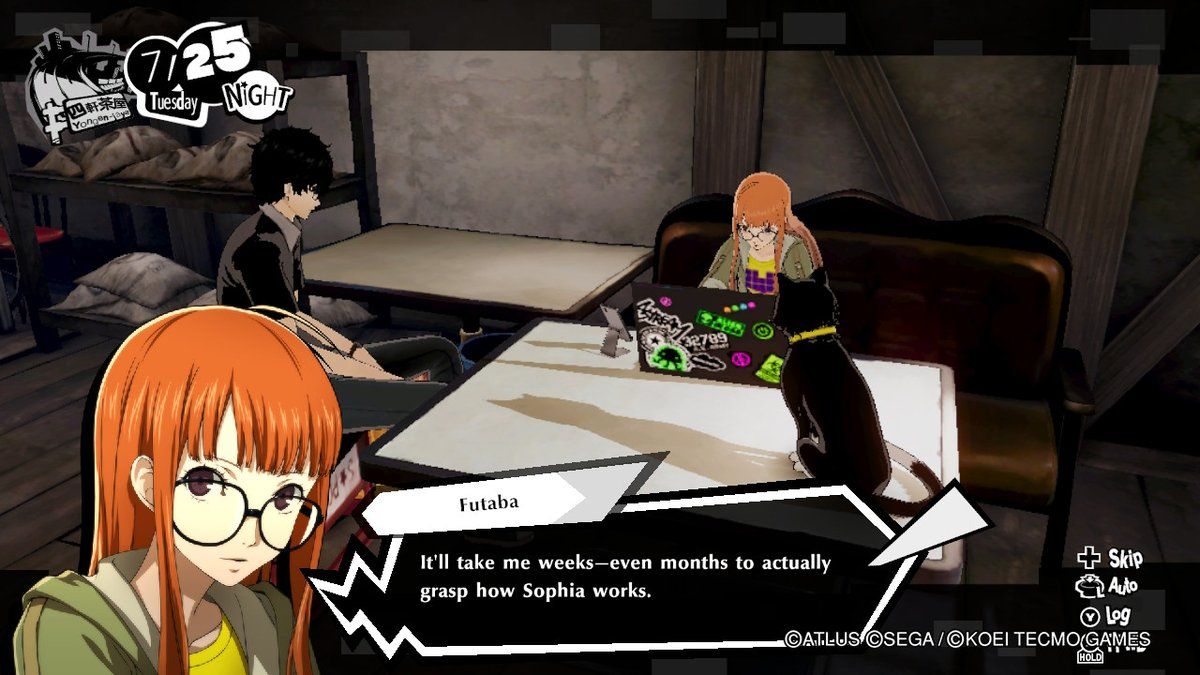 7/25
四軒茶屋
Yongen-jaya
Tuesday
NIGHT
32789
Futaba
It'll take me weeks—even months to actually
grasp how Sophia works.
Skip
Auto
Y Log
©ATLUS ©SEGA / ©KOEI TECMO GAMES
HOLD